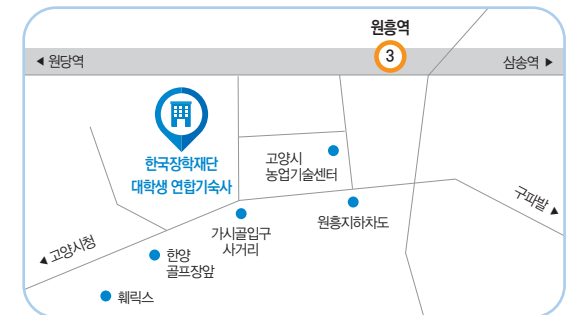 원흥역
3
◀ 원당역
삼송역 ▶
한국장학재단
대학생 연합기숙사
고양시
농업기술센터
구파발 ▶
원흥지하차도
가시골입구
사거리
◀ 고양시청
한양
골프장앞
훼릭스